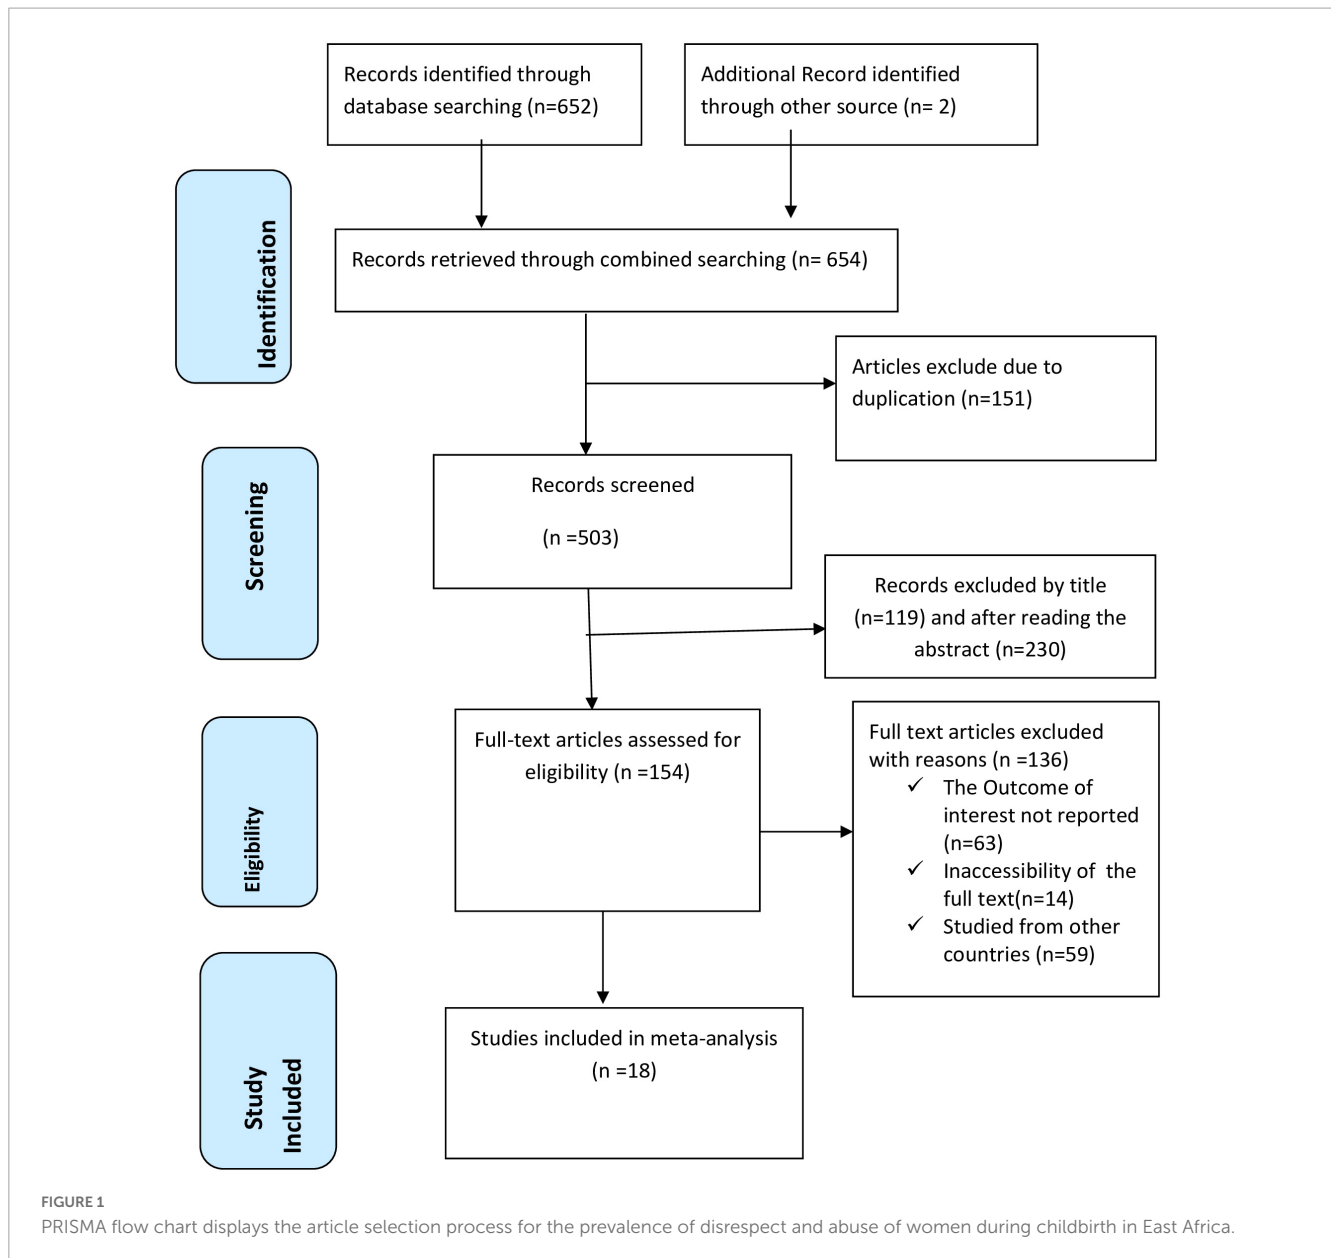 Records identified through
database searching (n=652)
Additional Record identified
through other source (n= 2)
Identification
Records retrieved through combined searching (n= 654)
Articles exclude due to
duplication (n=151)
Screening
Records screened
(n =503)
Records excluded by title
(n=119) and after reading the
abstract (n=230)
Eligibility
Full-text articles assessed for
eligibility (n =154)
Full text articles excluded
with reasons (n =136)
✓ The Outcome of
interest not reported
(n=63)
✓ Inaccessibility of the
full text(n=14)
✓ Studied from other
countries (n=59)
Study
Included
Studies included in meta-analysis
(n =18)
FIGURE 1
PRISMA flow chart displays the article selection process for the prevalence of disrespect and abuse of women during childbirth in East Africa.